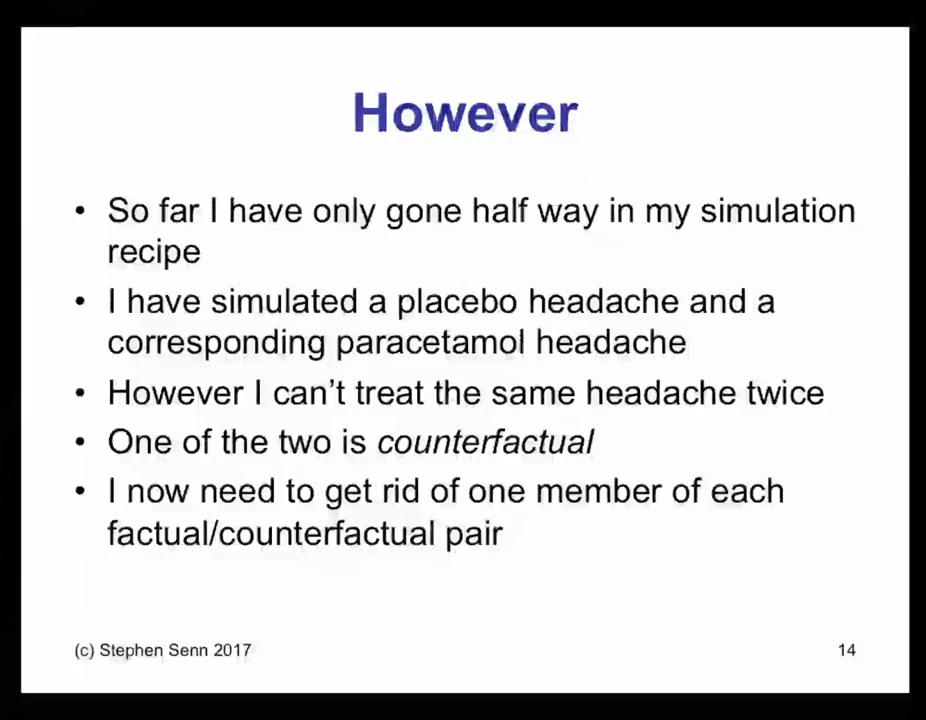 However
• So far I have only gone half way in my simulation
recipe
• I have simulated a placebo headache and a
corresponding paracetamol headache
• However I can't treat the same headache twice
• One of the two is counterfactual
• I now need to get rid of one member of each
factual/counterfactual pair
(c) Stephen Senn 2017
14